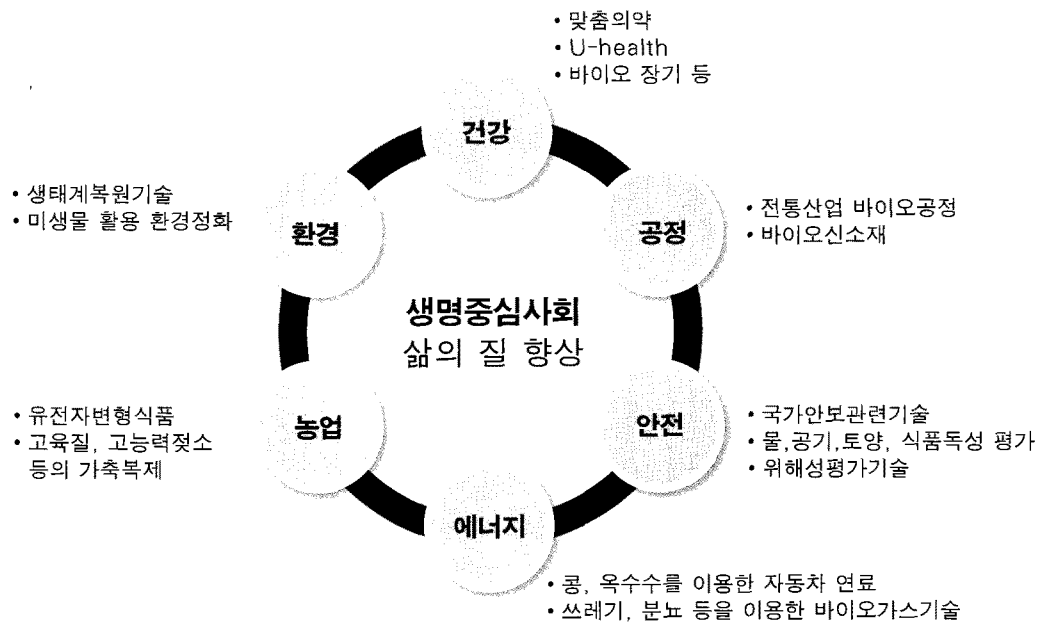 • 맞춤의약
• U-health
• 바이오 장기 등
건강
• 생태계복원기술
• 미생물 활용 환경정화
환경
공정
• 전통산업 바이오공정
• 바이오신소재
생명중심사회
삶의 질 향상
• 유전자변형식품
• 고육질, 고능력젖소
등의 가축복제
농업
안전
• 국가안보관련기술
• 물,공기,토양, 식품독성 평가
• 위해성평가기술
에너지
• 콩, 옥수수를 이용한 자동차 연료
• 쓰레기, 분뇨 등을 이용한 바이오가스기술